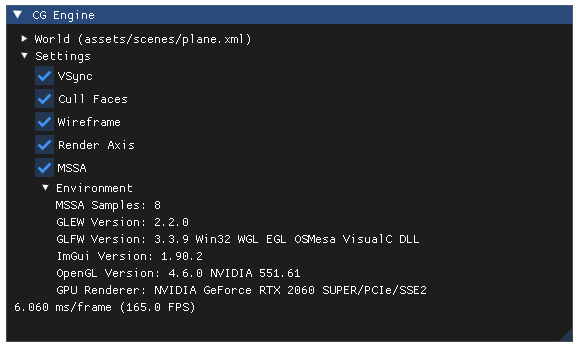 CG Engine
World (assets/scenes/plane.xml)
Settings
VSync
Cull Faces
Wireframe
Render Axis
MSSA
Environment
MSSA Samples: 8
GLEW Version: 2.2.0
GLFW Version: 3.3.9 Win32 WGL EGL OSMesa VisualC DLL
ImGui Version: 1.90.2
OpenGL Version: 4.6.0 NVIDIA 551.61
GPU Renderer: NVIDIA GeForce RTX 2060 SUPER/PCIe/SSE2
6.060 ms/frame (165.0 FPS)